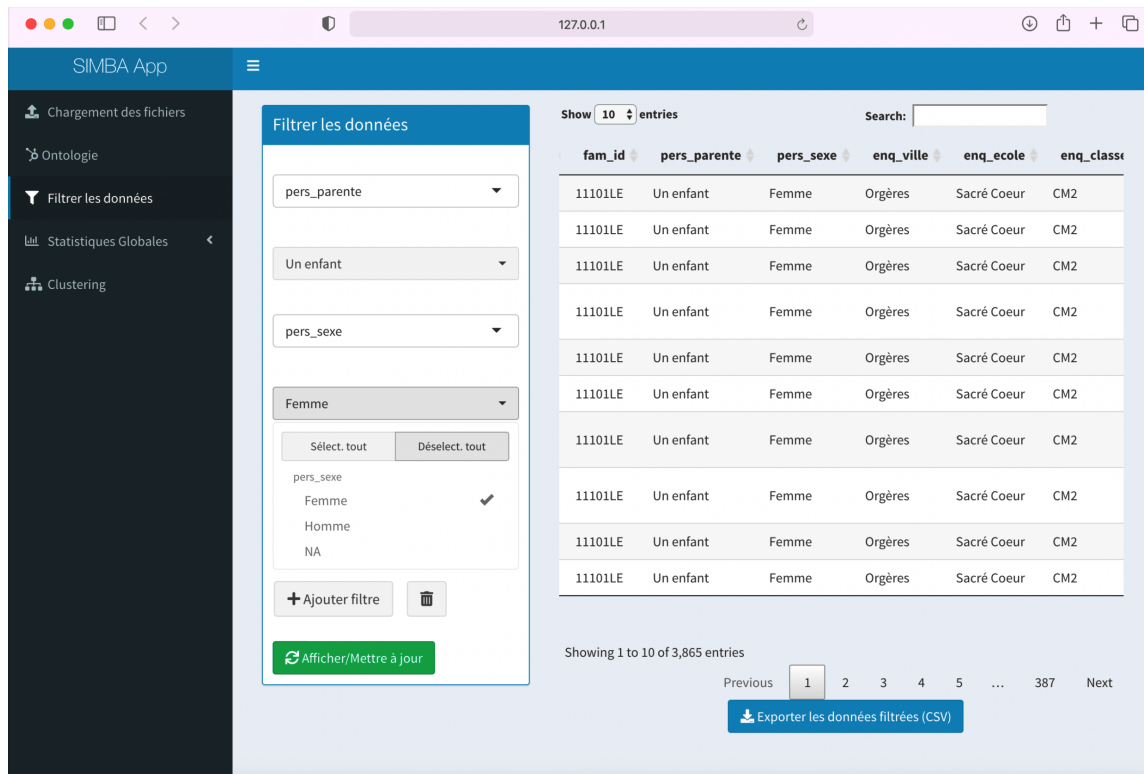 127.0.0.1
SIMBA App
Chargement des fichiers
Ontologie
Filtrer les données
Statistiques Globales
Clustering
Filtrer les données
pers_parente
Un enfant
pers_sexe
Femme
Sélect. tout Déselect. tout
pers_sexe
Femme
Homme
NA
Ajouter filtre
Afficher/Mettre à jour
Show 10 entries Search:
fam_id pers_parente pers_sexe enq_ville enq_ecole enq_classe
11101LE Un enfant Femme Orgères Sacré Coeur CM2
11101LE Un enfant Femme Orgères Sacré Coeur CM2
11101LE Un enfant Femme Orgères Sacré Coeur CM2
11101LE Un enfant Femme Orgères Sacré Coeur CM2
11101LE Un enfant Femme Orgères Sacré Coeur CM2
11101LE Un enfant Femme Orgères Sacré Coeur CM2
11101LE Un enfant Femme Orgères Sacré Coeur CM2
11101LE Un enfant Femme Orgères Sacré Coeur CM2
11101LE Un enfant Femme Orgères Sacré Coeur CM2
11101LE Un enfant Femme Orgères Sacré Coeur CM2
Showing 1 to 10 of 3,865 entries
Previous 1 2 3 4 5 ... 387 Next
Exporter les données filtrées (CSV)